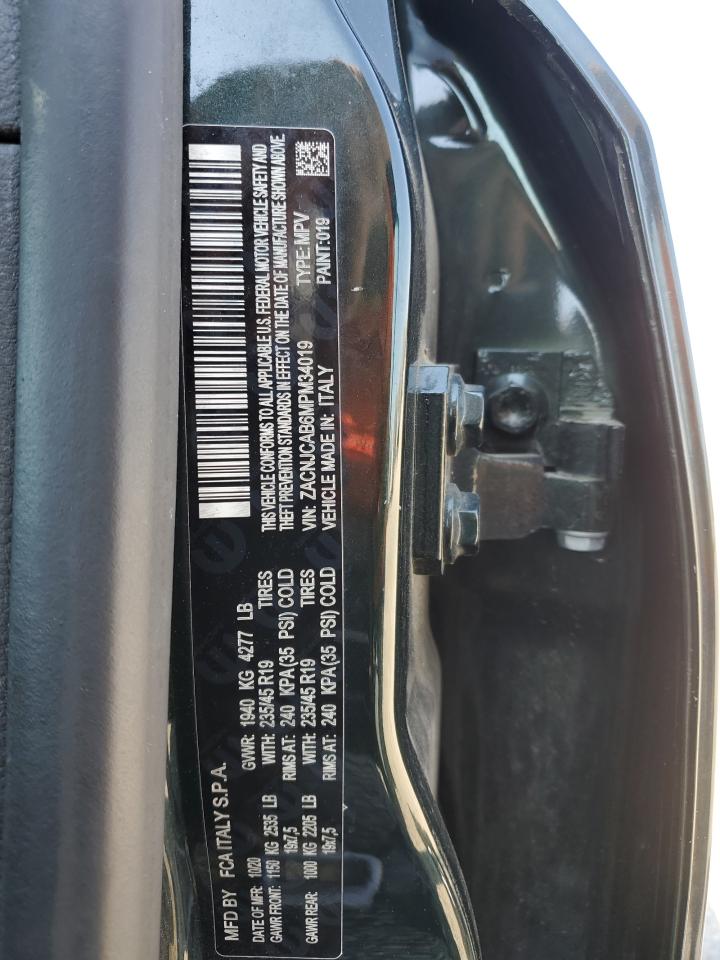 MFD BY FCA ITALY S.P.A.
DATE OF MFR: 10/20 GVWR: 1940 KG 4277 LB
GAWR FRONT: 1150 KG 2535 LB WITH: 235/45 R19 TIRES
19x7,5 RIMS AT: 240 KPA(35 PSI) COLD
GAWR REAR: 1000 KG 2205 LB WITH: 235/45 R19 TIRES
19x7,5 RIMS AT: 240 KPA(35 PSI) COLD
THIS VEHICLE CONFORMS TO ALL APPLICABLE U.S. FEDERAL MOTOR VEHICLE SAFETY AND
THEFT PREVENTION STANDARDS IN EFFECT ON THE DATE OF MANUFACTURE SHOWN ABOVE.
VIN: ZACNJCAB6MPM34019 TYPE: MPV
VEHICLE MADE IN: ITALY PAINT:019